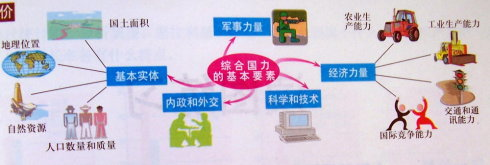 价
国土面积
地理位置
自然资源
人口数量和质量
基本实体
军事力量
综合国力
的基本要素
内政和外交
科学和技术
经济力量
农业生
产能力
工业生产能力
交通和通
讯能力
国际竞争能力